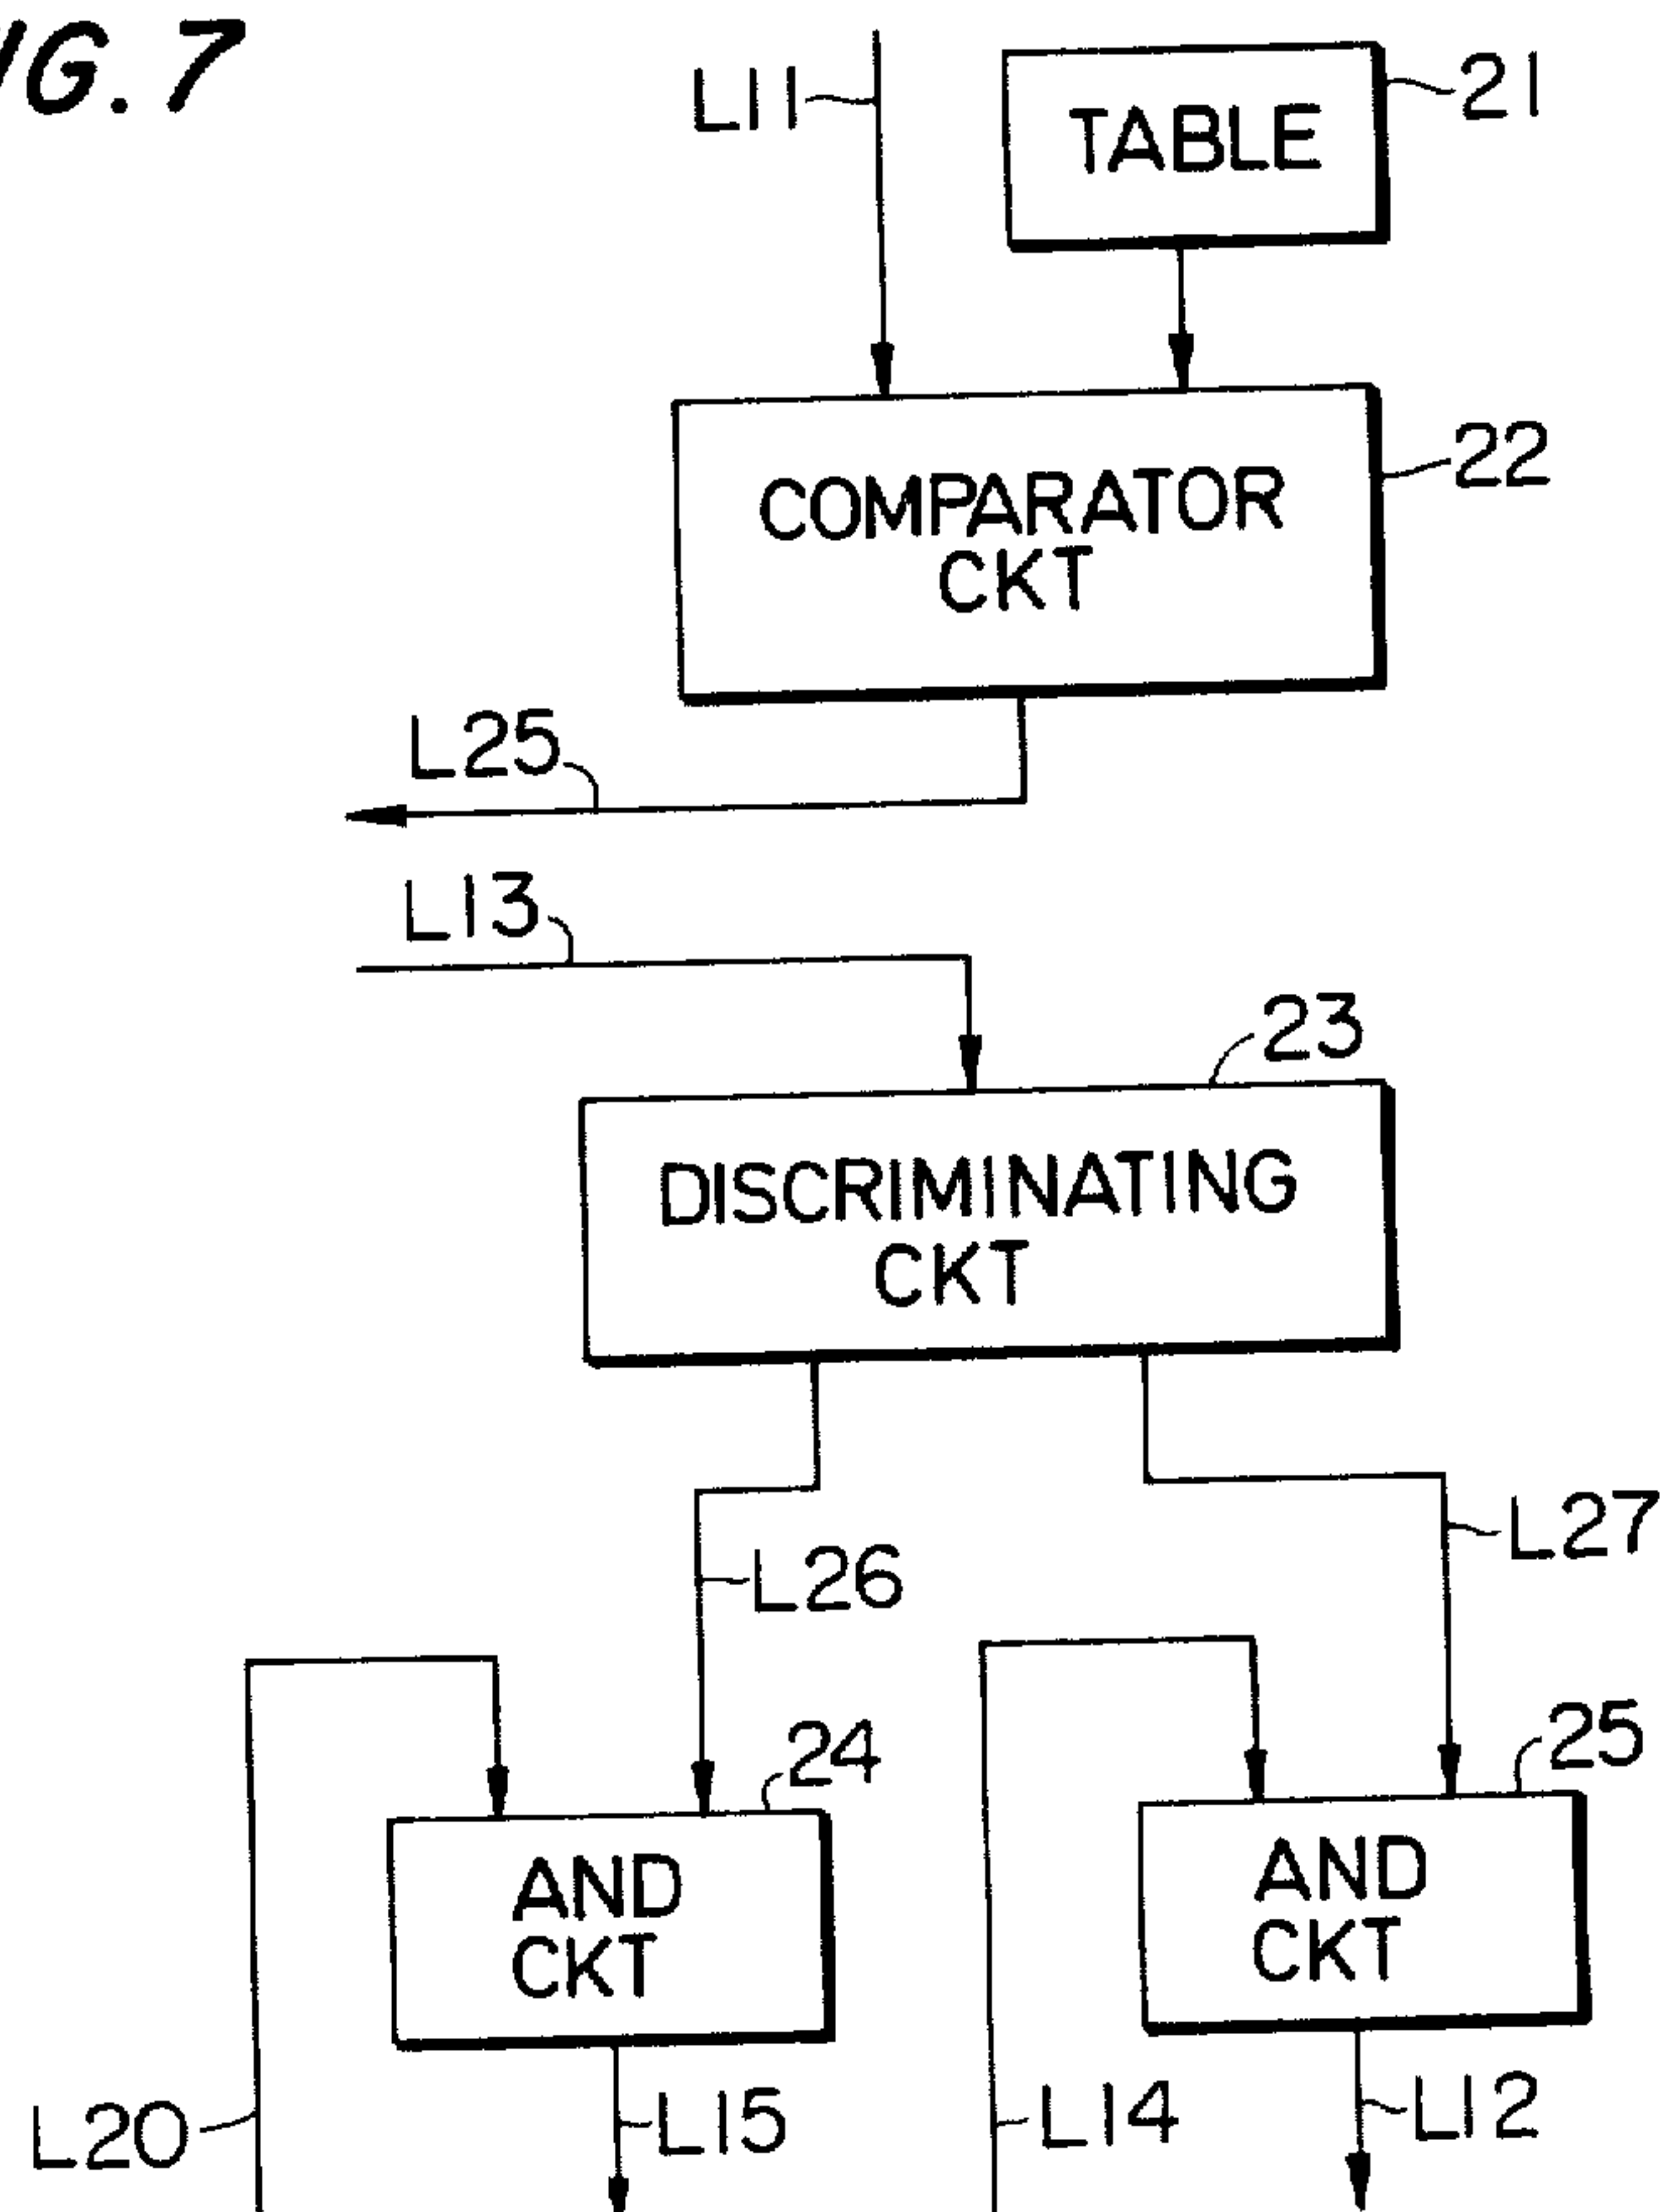 G. 7
L11
TABLE
21
COMPARATOR
CKT
22
L25
L13
23
DISCRIMINATING
CKT
L27
L26
24
25
AND
CKT
AND
CKT
L20
L15
L14
L12